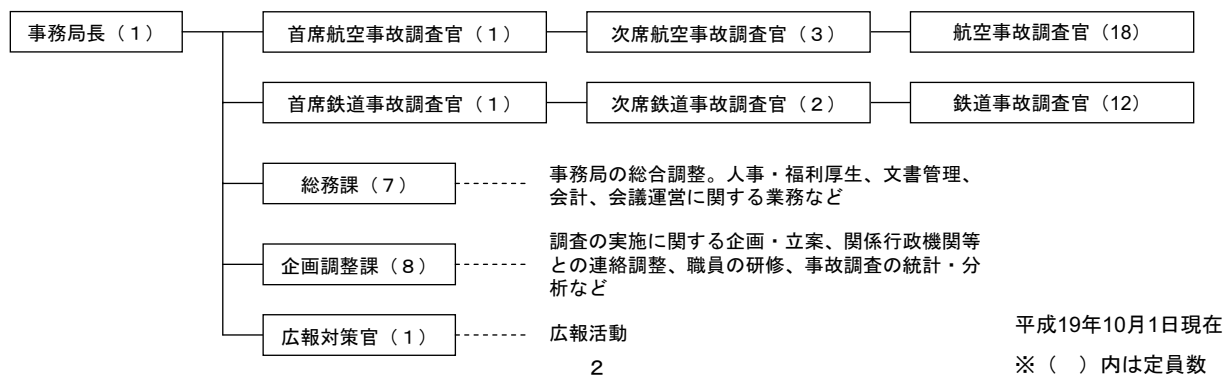 事務局長（１）
首席航空事故調査官（１）
次席航空事故調査官（３）
航空事故調査官（18）
首席鉄道事故調査官（１）
次席鉄道事故調査官（２）
鉄道事故調査官（12）
総務課（７）
事務局の総合調整。人事・福利厚生、文書管理、
会計、会議運営に関する業務など
企画調整課（８）
調査の実施に関する企画・立案、関係行政機関等
との連絡調整、職員の研修、事故調査の統計・分
析など
広報対策官（１）
広報活動
平成19年10月1日現在
※（　）内は定員数
２